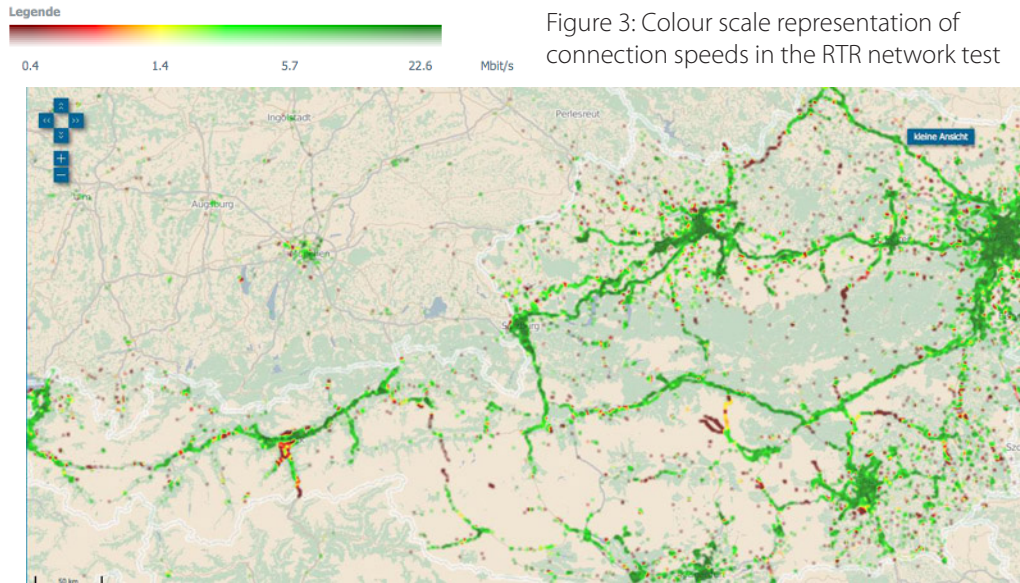 Legende
0.4 1.4 5.7 22.6 Mbit/s
Figure 3: Colour scale representation of
connection speeds in the RTR network test
Ingolstadt
Perlesreut
kleine Ansicht
Augsburg
50 km